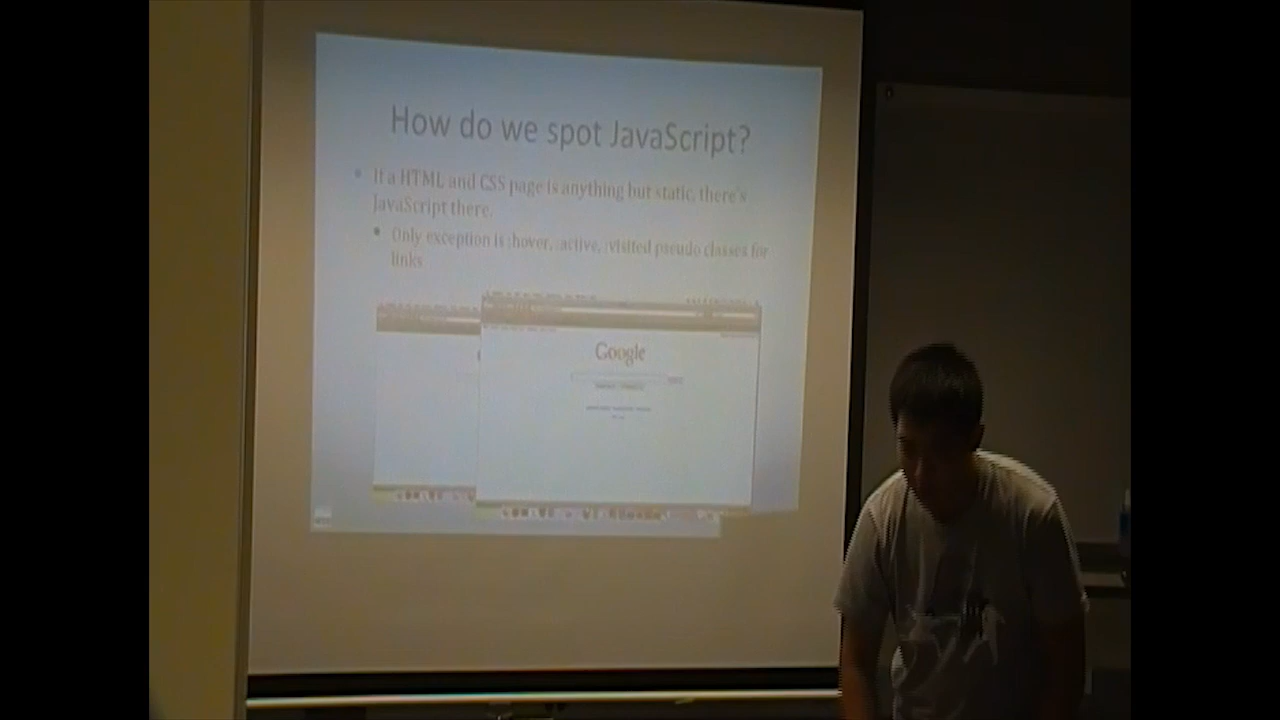 How do we spot JavaScript?
If a HTML and CSS page is anything but static, there's
JavaScript there.
Only exception is :hover, :active, :visited pseudo classes for
links
Google